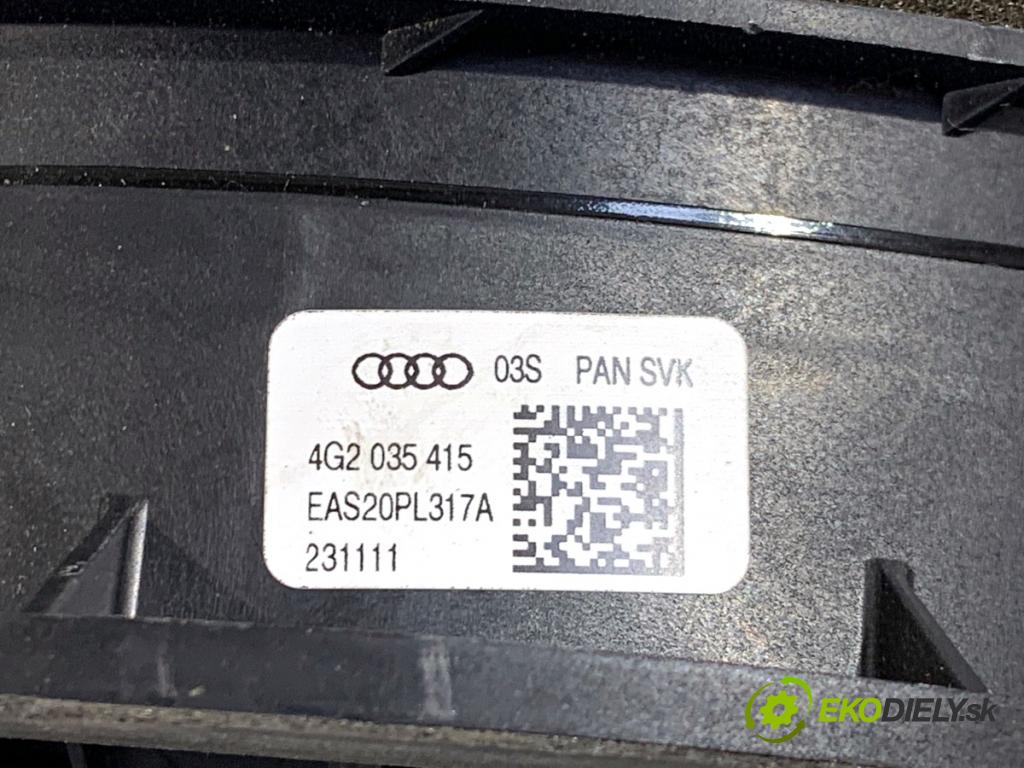 03S PAN SVK
4G2 035 415
EAS20PL317A
231111
EKODIELY.sk